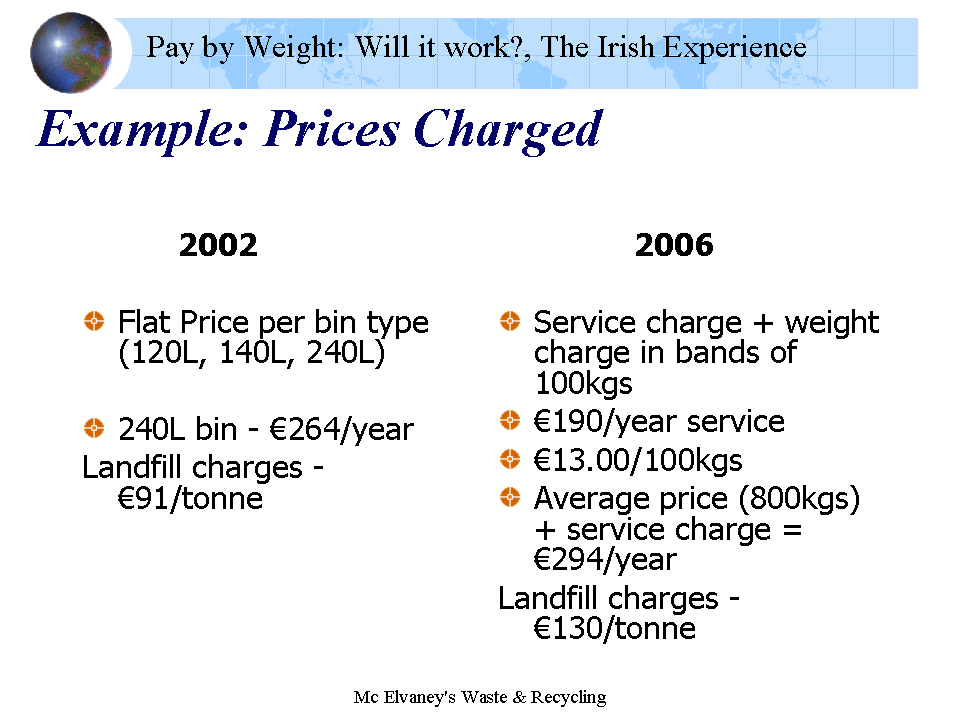 Pay by Weight: Will it work?, The Irish Experience
Example: Prices Charged
2002
Flat Price per bin type
(120L, 140L, 240L)
240L bin - €264/year
Landfill charges -
€91/tonne
2006
Service charge + weight
charge in bands of
100kgs
€190/year service
€13.00/100kgs
Average price (800kgs)
+ service charge =
€294/year
Landfill charges -
€130/tonne
Mc Elvaney's Waste & Recycling